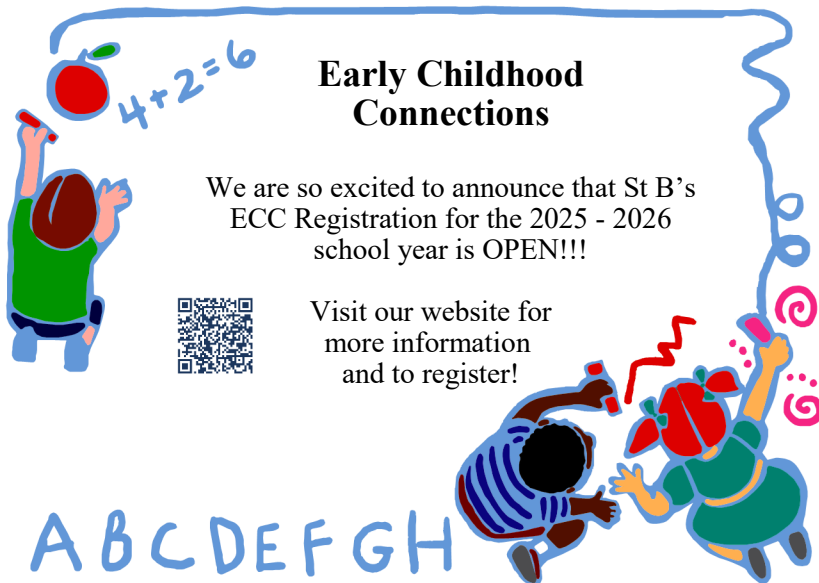 4+2=6
Early Childhood
Connections
We are so excited to announce that St B’s
ECC Registration for the 2025 - 2026
school year is OPEN!!!
Visit our website for
more information
and to register!
ABCDEFGH